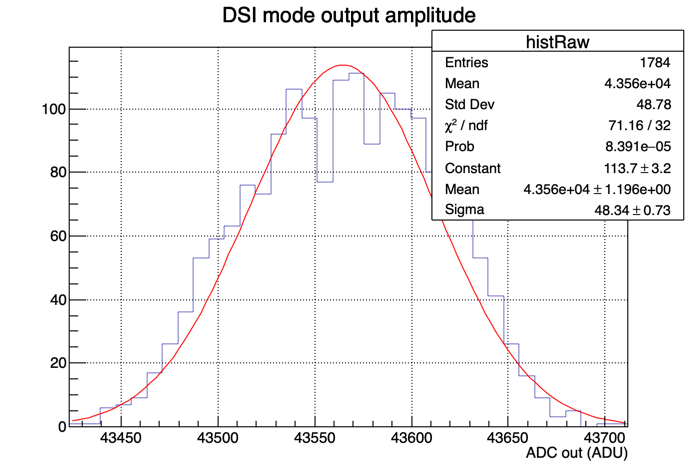 DSI mode output amplitude
histRaw
Entries 1784
Mean 4.356e+04
Std Dev 48.78
χ² / ndf 71.16 / 32
Prob 8.391e−05
Constant 113.7 ± 3.2
Mean 4.356e+04 ± 1.196e+00
Sigma 48.34 ± 0.73
100
80
60
40
20
0
43450 43500 43550 43600 43650 43700
ADC out (ADU)